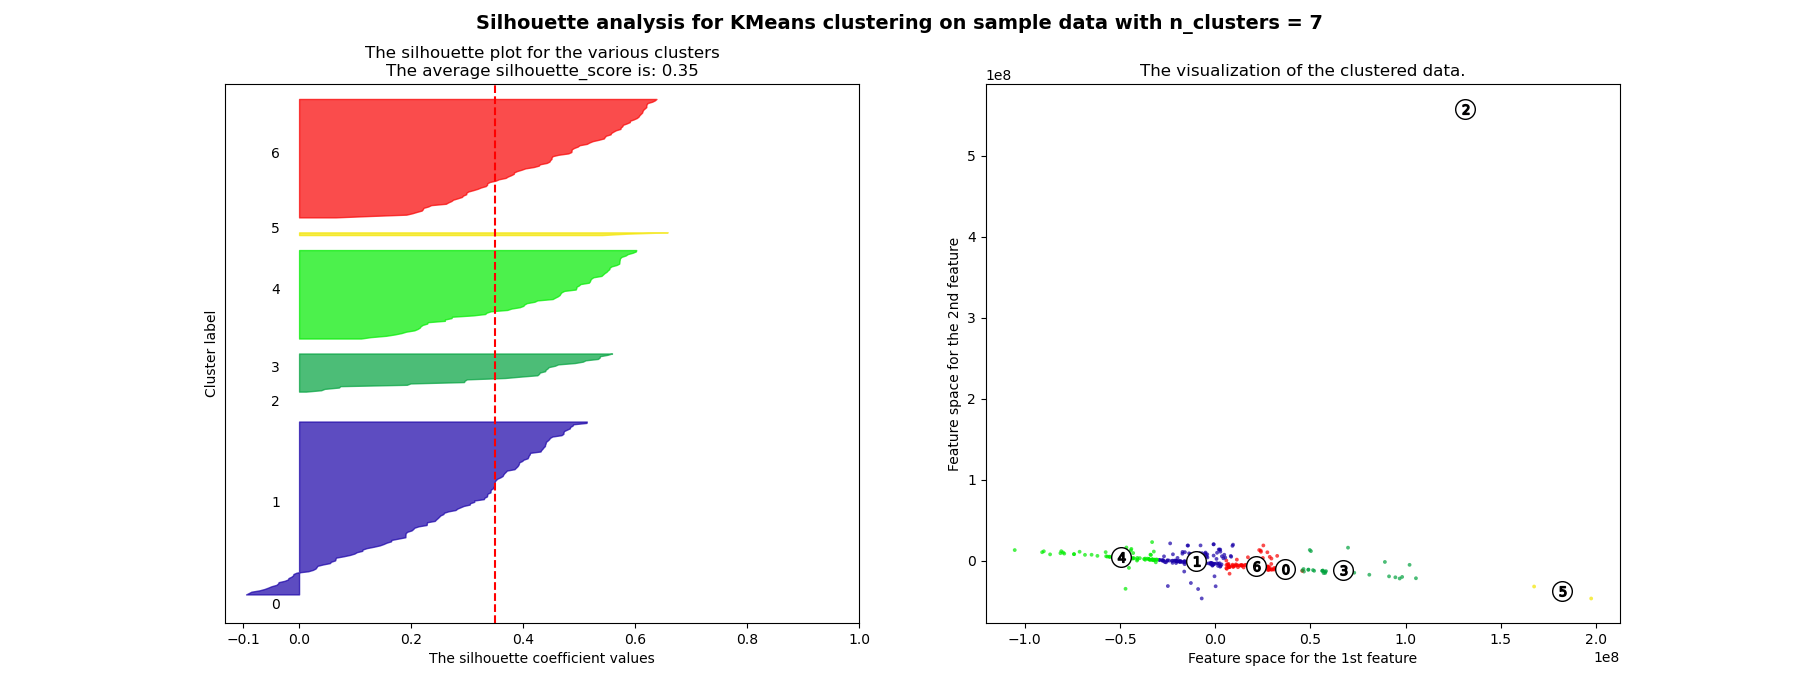 Silhouette analysis for KMeans clustering on sample data with n_clusters = 7
The silhouette plot for the various clusters
The average silhouette_score is: 0.35
Cluster label
6
5
4
3
2
1
0
−0.1 0.0 0.2 0.4 0.6 0.8 1.0
The silhouette coefficient values
The visualization of the clustered data.
1e8
Feature space for the 2nd feature
5
4
3
2
1
0
2
4
1
6
0
3
5
−1.0 −0.5 0.0 0.5 1.0 1.5 2.0
1e8
Feature space for the 1st feature